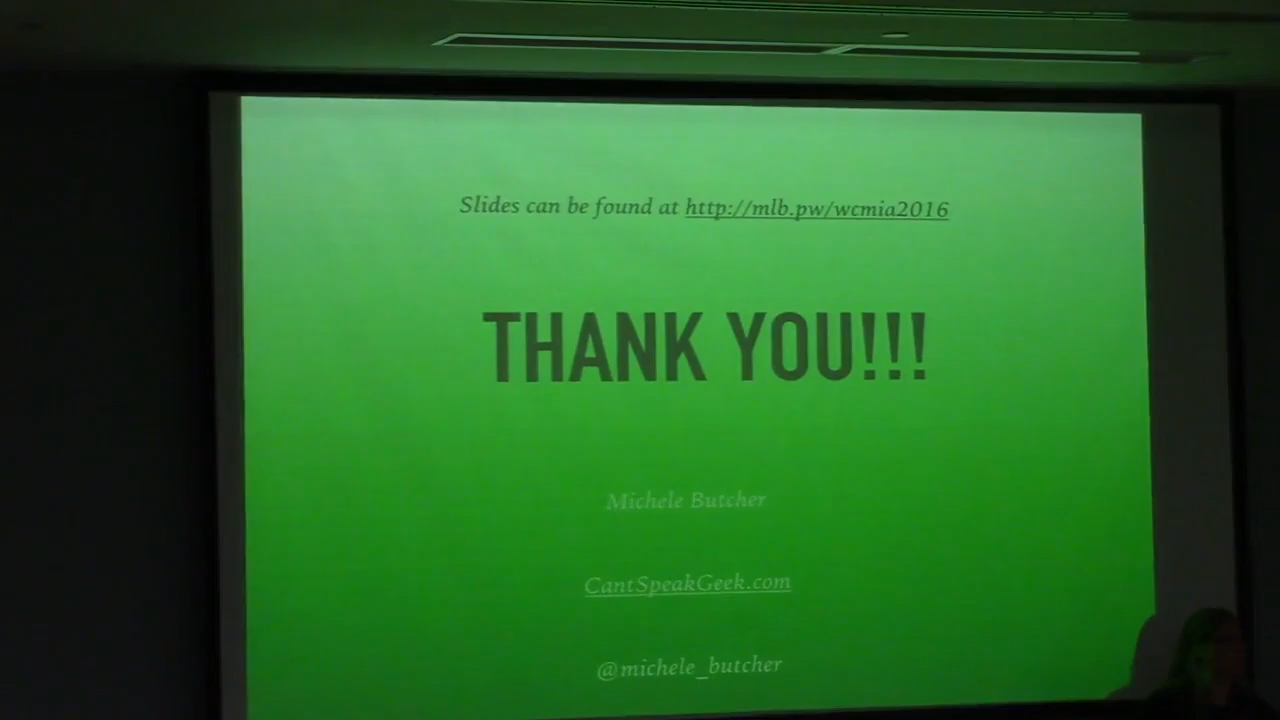 Slides can be found at http://mlb.pw/wcmia2016
THANK YOU!!!
Michele Butcher
CantSpeakGeek.com
@michele_butcher